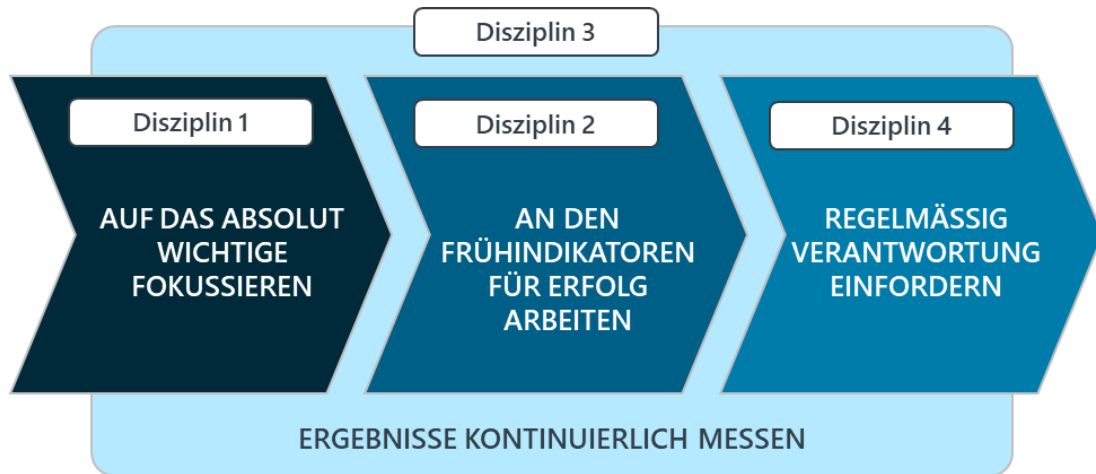 Disziplin 3
Disziplin 1
AUF DAS ABSOLUT
WICHTIGE
FOKUSSIEREN
Disziplin 2
AN DEN
FRÜHINDIKATOREN
FÜR ERFOLG
ARBEITEN
Disziplin 4
REGELMÄSSIG
VERANTWORTUNG
EINFORDERN
ERGEBNISSE KONTINUIERLICH MESSEN